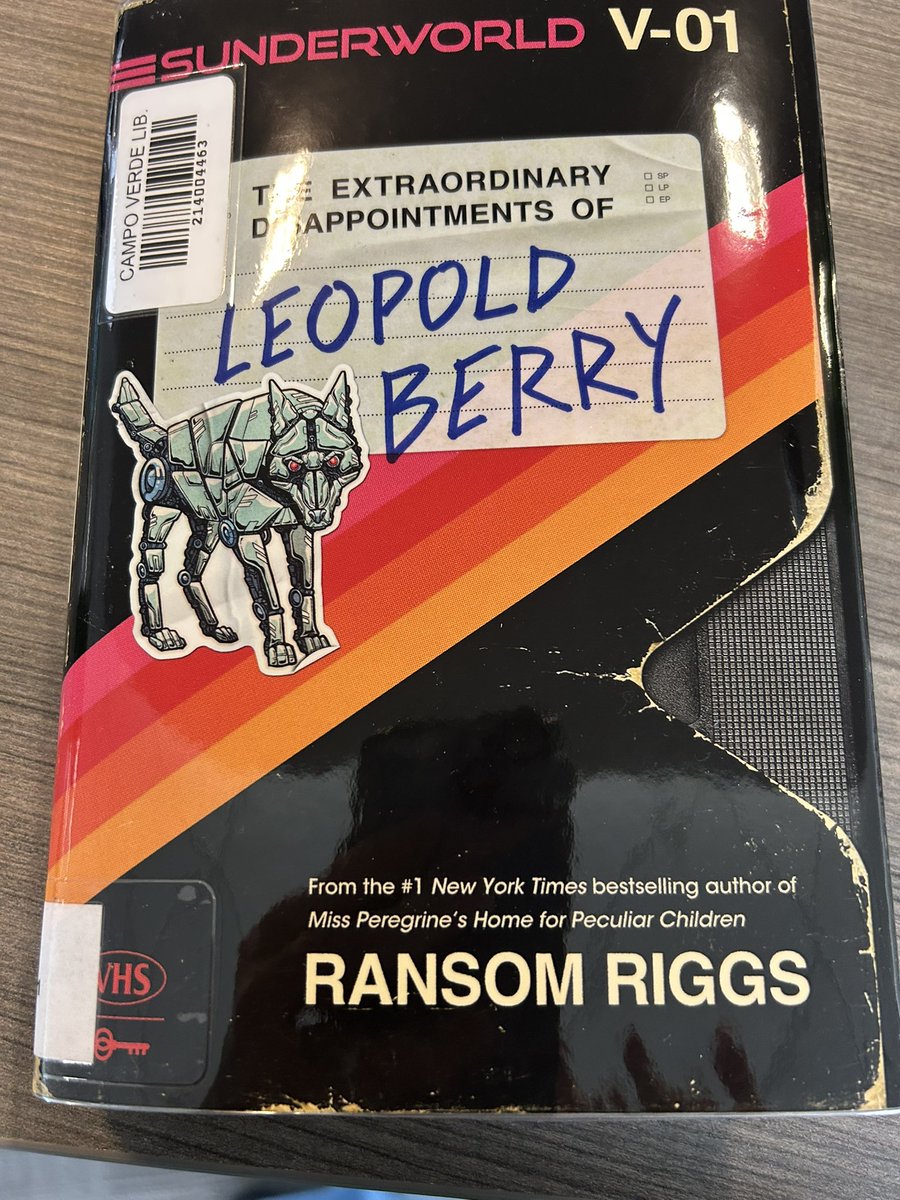 SUNDERWORLD V-01
CAMPO VERDE LIB.
214004463
THE EXTRAORDINARY
DISAPPOINTMENTS OF
SP
LP
EP
LEOPOLD
BERRY
From the #1 New York Times bestselling author of
Miss Peregrine's Home for Peculiar Children
RANSOM RIGGS
VHS